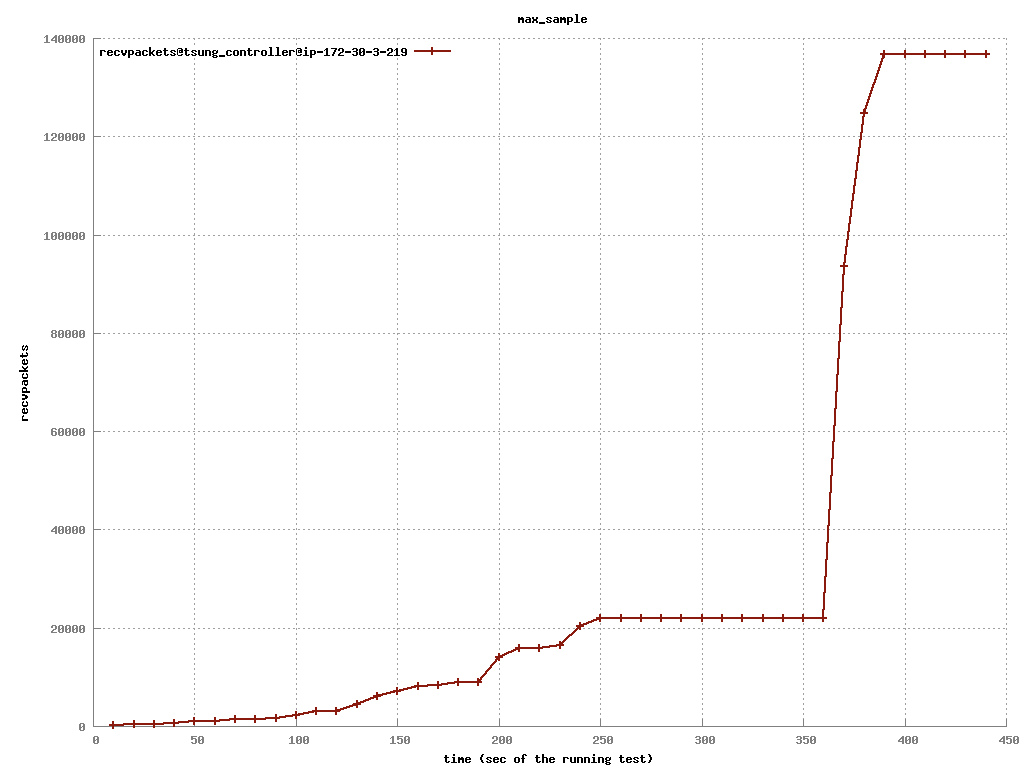 max_sample
140000
recvpackets@tsung_controller@ip-172-30-3-219
120000
100000
80000
60000
40000
20000
0
recvpackets
0 50 100 150 200 250 300 350 400 450
time (sec of the running test)